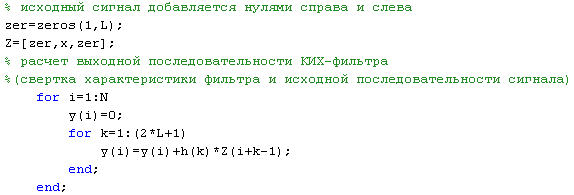 % исходный сигнал добавляется нулями справа и слева
zer=zeros(1,L);
Z=[zer,x,zer];
% расчет выходной последовательности КИХ-фильтра
%(свертка характеристики фильтра и исходной последовательности сигнала)
for i=1:N
y(i)=0;
for k=1:(2*L+1)
y(i)=y(i)+h(k)*Z(i+k-1);
end;
end;